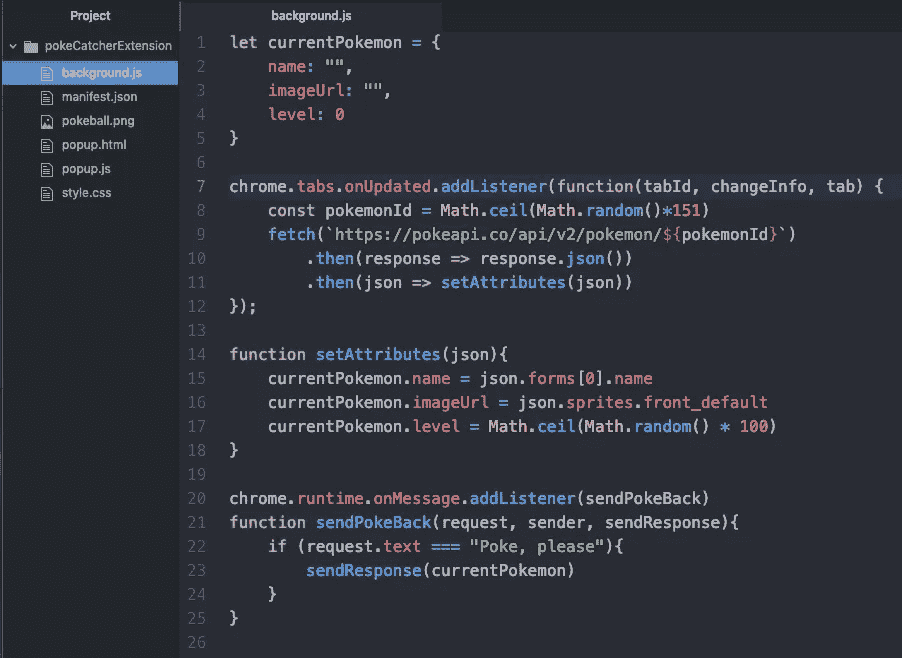 Project
pokeCatcherExtension
background.js
manifest.json
pokeball.png
popup.html
popup.js
style.css
background.js
1 let currentPokemon = {
2     name: "",
3     imageUrl: "",
4     level: 0
5 }
6
7 chrome.tabs.onUpdated.addListener(function(tabId, changeInfo, tab) {
8     const pokemonId = Math.ceil(Math.random()*151)
9     fetch(`https://pokeapi.co/api/v2/pokemon/${pokemonId}`)
10         .then(response => response.json())
11         .then(json => setAttributes(json))
12 });
13
14 function setAttributes(json){
15     currentPokemon.name = json.forms[0].name
16     currentPokemon.imageUrl = json.sprites.front_default
17     currentPokemon.level = Math.ceil(Math.random() * 100)
18 }
19
20 chrome.runtime.onMessage.addListener(sendPokeBack)
21 function sendPokeBack(request, sender, sendResponse){
22     if (request.text === "Poke, please"){
23         sendResponse(currentPokemon)
24     }
25 }
26